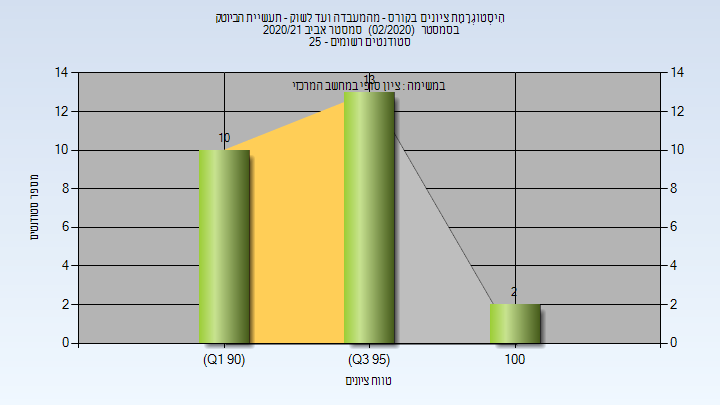 הִיסְטוֹגְרָמַת ציונים בקורס - מהמעבדה ועד לשוק - תעשיית הביוטק
בסמסטר (02/2020) סמסטר אביב 2020/21
סטודנטים רשומים - 25
במשימה : ציון סופי במחשב המרכזי
14 14
13
12 12
10
10 10
8 8
6 6
4 4
2
2 2
0 0
מספר סטודנטים
(Q1 90) (Q3 95) 100
טווח ציונים